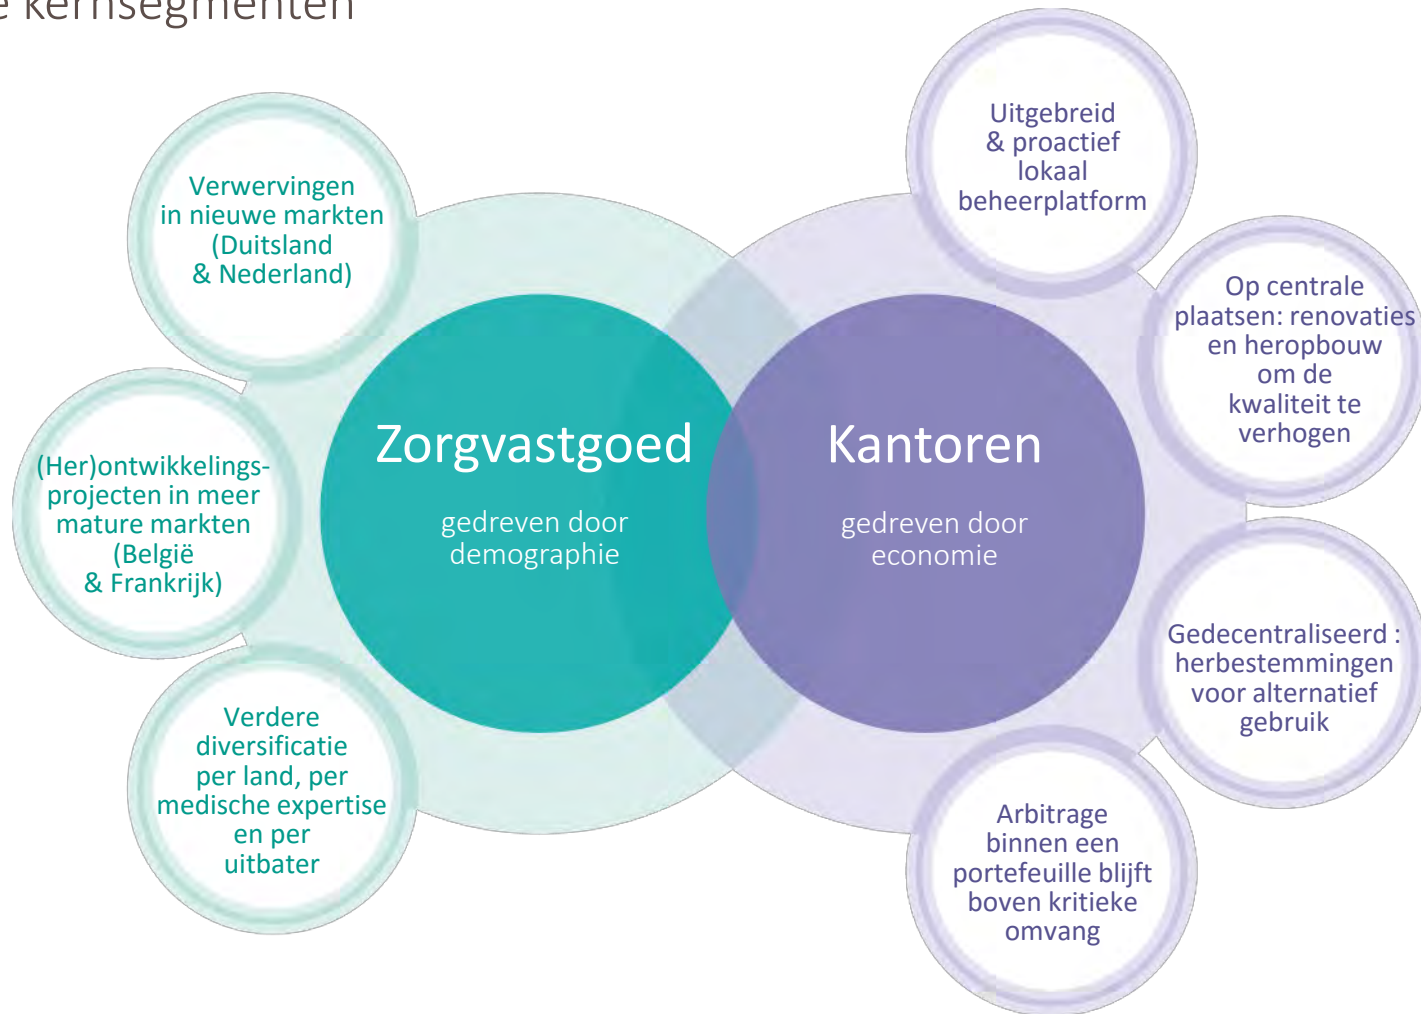 e kernsegmenten
Verwervingen
in nieuwe markten
(Duitsland
& Nederland)
(Her)ontwikkelings-
projecten in meer
mature markten
(België
& Frankrijk)
Verdere
diversificatie
per land, per
medische expertise
en per
uitbater
Zorgvastgoed
gedreven door
demographie
Kantoren
gedreven door
economie
Uitgebreid
& proactief
lokaal
beheerplatform
Op centrale
plaatsen: renovaties
en heropbouw
om de
kwaliteit te
verhogen
Gedecentraliseerd :
herbestemmingen
voor alternatief
gebruik
Arbitrage
binnen een
portefeuille blijft
boven kritieke
omvang